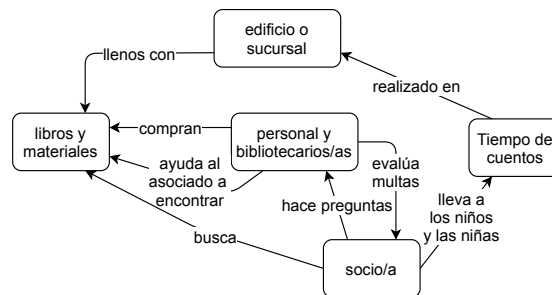 edificio o
sucursal
llenos con
realizado en
libros y
materiales
compran
personal y
bibliotecarios/as
Tiempo de
cuentos
ayuda al
asociado a
encontrar
evalúa
multas
hace preguntas
lleva a
los niños
y las niñas
busca
socio/a